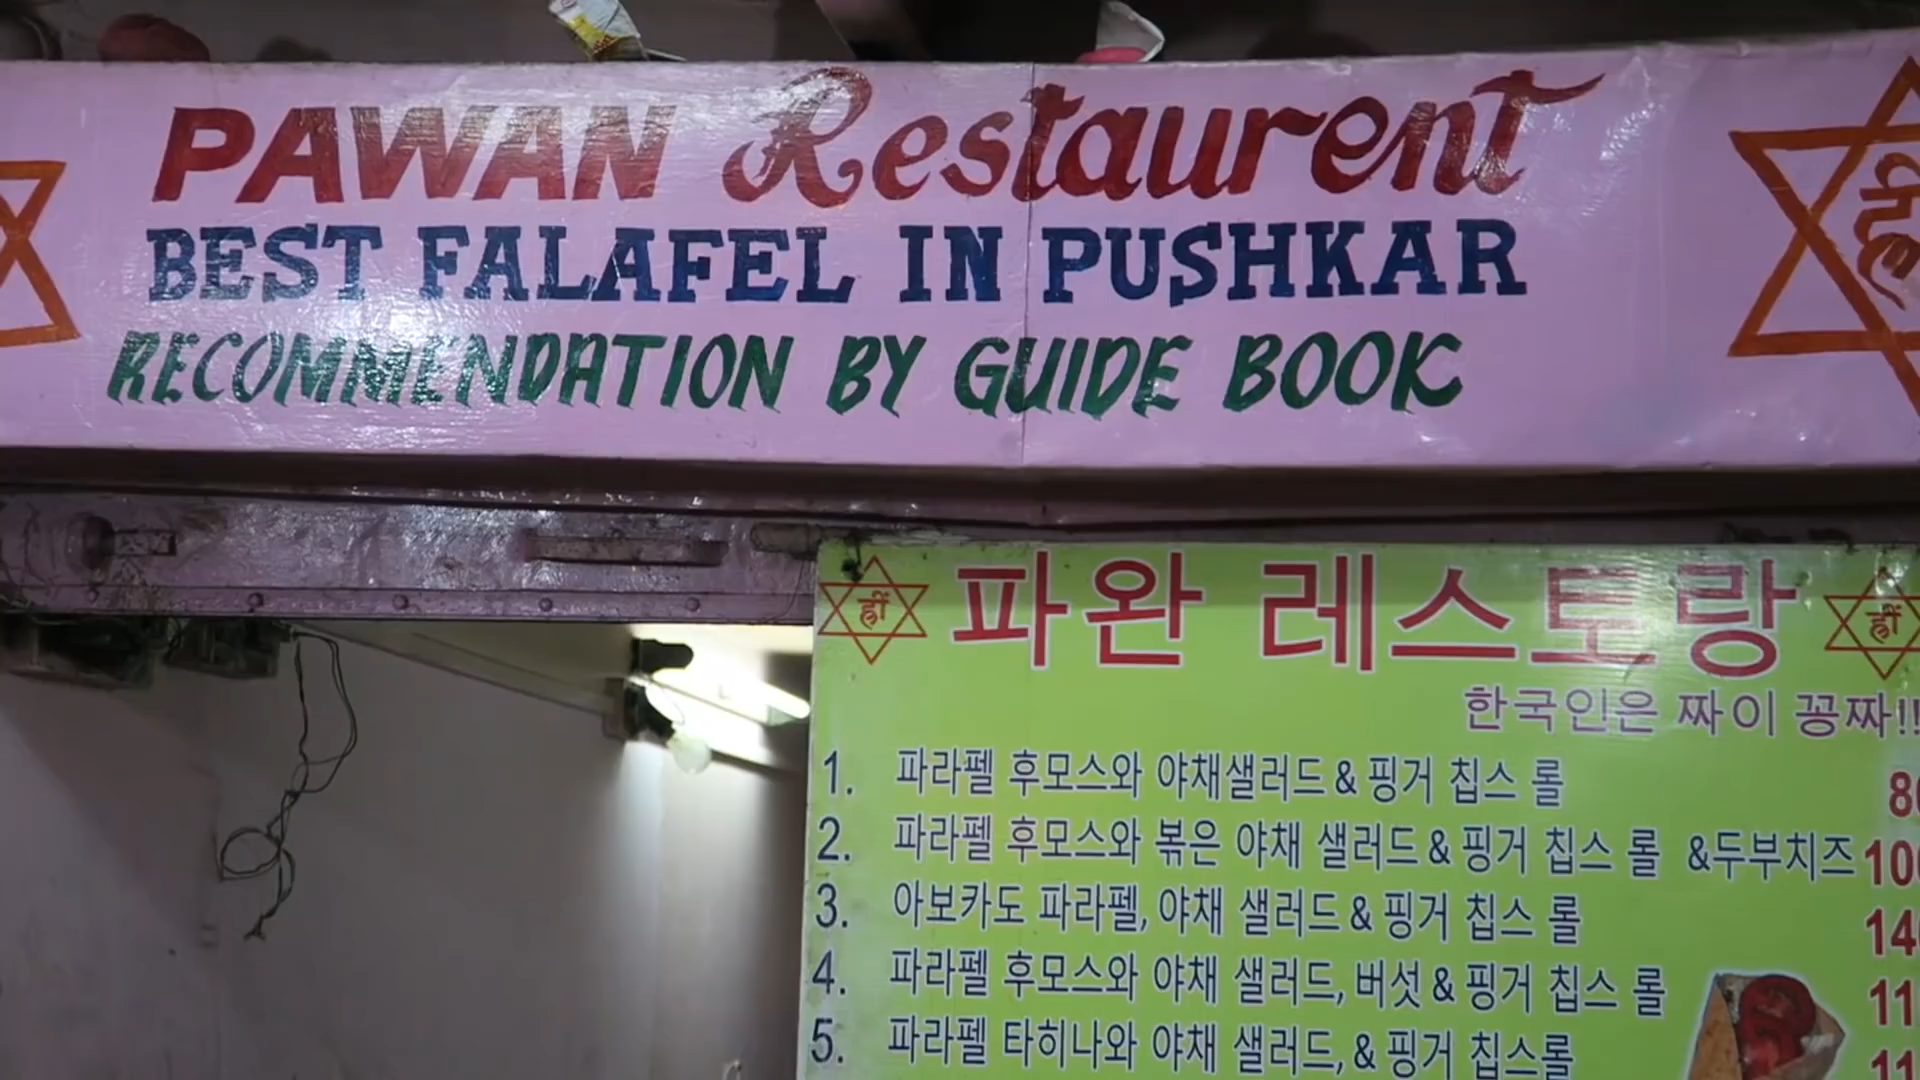 PAWAN Restaurent
BEST FALAFEL IN PUSHKAR
RECOMMENDATION BY GUIDE BOOK
ह्रीं
ह्रीं 파완 레스토랑 ह्रीं
한국인은 짜이 꽁짜!!
1. 파라펠 후모스와 야채샐러드 & 핑거 칩스 롤
2. 파라펠 후모스와 볶은 야채 샐러드 & 핑거 칩스 롤 &두부치즈
3. 아보카도 파라펠, 야채 샐러드 & 핑거 칩스 롤
4. 파라펠 후모스와 야채 샐러드, 버섯 & 핑거 칩스 롤
5. 파라펠 타히나와 야채 샐러드, & 핑거 칩스롤